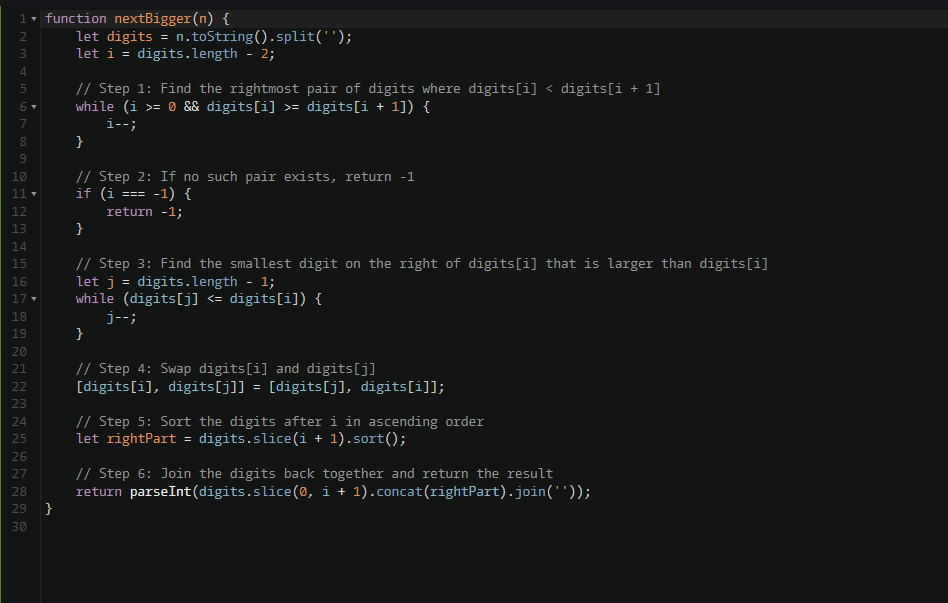 1 function nextBigger(n) {
2     let digits = n.toString().split('');
3     let i = digits.length - 2;
4
5     // Step 1: Find the rightmost pair of digits where digits[i] < digits[i + 1]
6     while (i >= 0 && digits[i] >= digits[i + 1]) {
7         i--;
8     }
9
10     // Step 2: If no such pair exists, return -1
11     if (i === -1) {
12         return -1;
13     }
14
15     // Step 3: Find the smallest digit on the right of digits[i] that is larger than digits[i]
16     let j = digits.length - 1;
17     while (digits[j] <= digits[i]) {
18         j--;
19     }
20
21     // Step 4: Swap digits[i] and digits[j]
22     [digits[i], digits[j]] = [digits[j], digits[i]];
23
24     // Step 5: Sort the digits after i in ascending order
25     let rightPart = digits.slice(i + 1).sort();
26
27     // Step 6: Join the digits back together and return the result
28     return parseInt(digits.slice(0, i + 1).concat(rightPart).join(''));
29 }
30